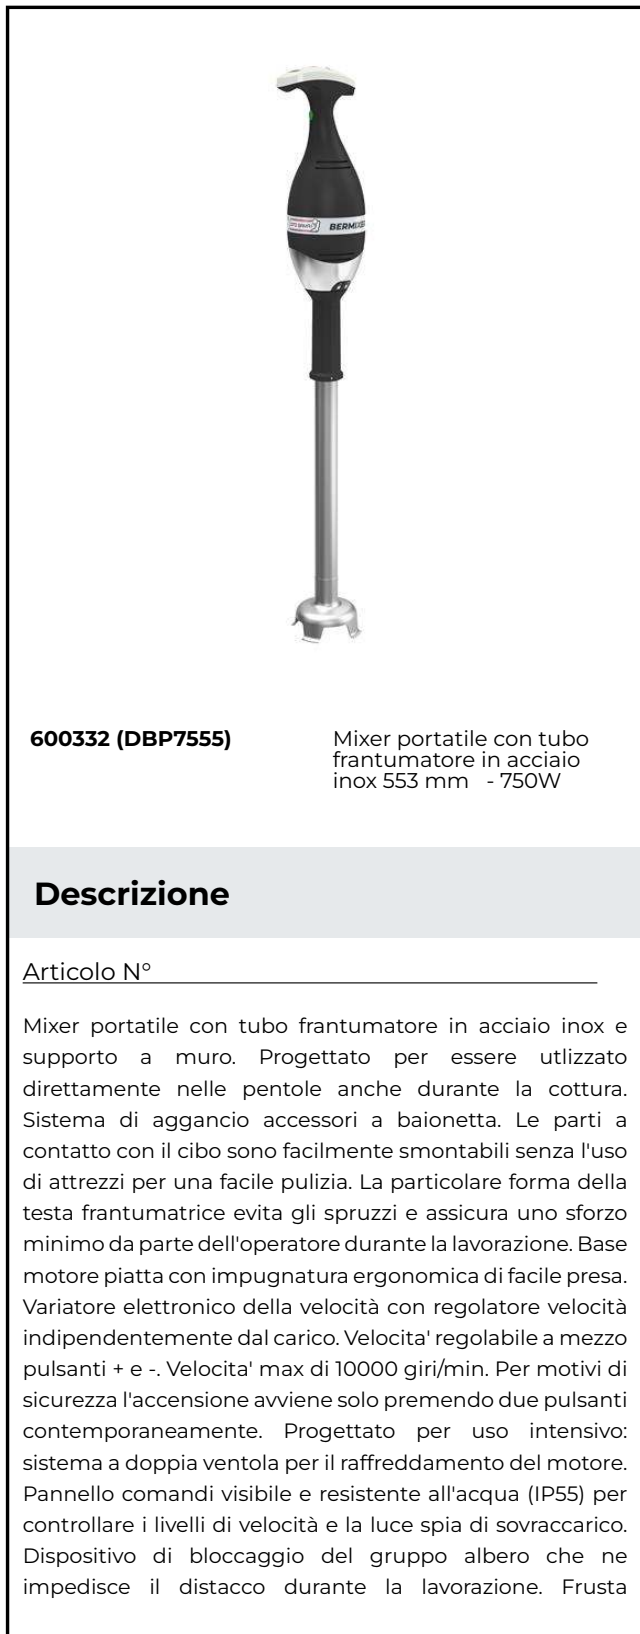 BERMIXER
600332 (DBP7555)
Mixer portatile con tubo
frantumatore in acciaio
inox 553 mm - 750W
Descrizione
Articolo N°
Mixer portatile con tubo frantumatore in acciaio inox e
supporto a muro. Progettato per essere utlizzato
direttamente nelle pentole anche durante la cottura.
Sistema di aggancio accessori a baionetta. Le parti a
contatto con il cibo sono facilmente smontabili senza l'uso
di attrezzi per una facile pulizia. La particolare forma della
testa frantumatrice evita gli spruzzi e assicura uno sforzo
minimo da parte dell'operatore durante la lavorazione. Base
motore piatta con impugnatura ergonomica di facile presa.
Variatore elettronico della velocità con regolatore velocità
indipendentemente dal carico. Velocita' regolabile a mezzo
pulsanti + e -. Velocita' max di 10000 giri/min. Per motivi di
sicurezza l'accensione avviene solo premendo due pulsanti
contemporaneamente. Progettato per uso intensivo:
sistema a doppia ventola per il raffreddamento del motore.
Pannello comandi visibile e resistente all'acqua (IP55) per
controllare i livelli di velocità e la luce spia di sovraccarico.
Dispositivo di bloccaggio del gruppo albero che ne
impedisce il distacco durante la lavorazione. Frusta